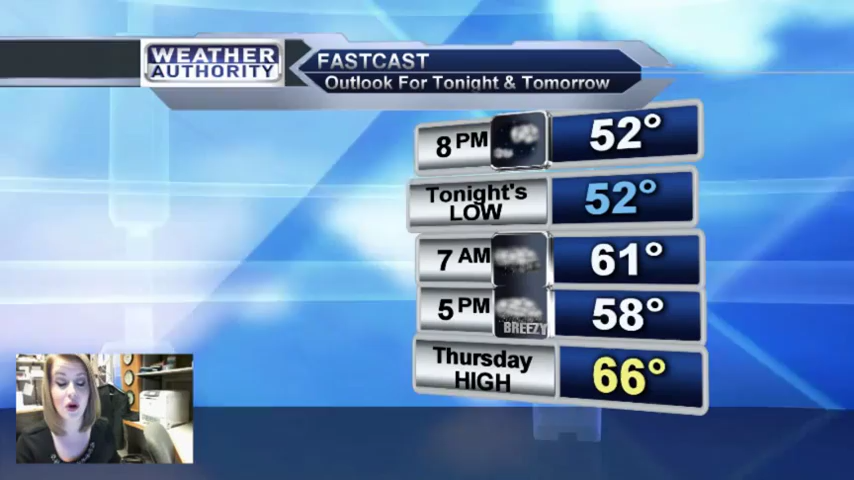 WEATHER
AUTHORITY
FASTCAST
Outlook For Tonight & Tomorrow
8 PM 52°
Tonight's
LOW
52°
7 AM 61°
5 PM BREEZY 58°
Thursday
HIGH
66°